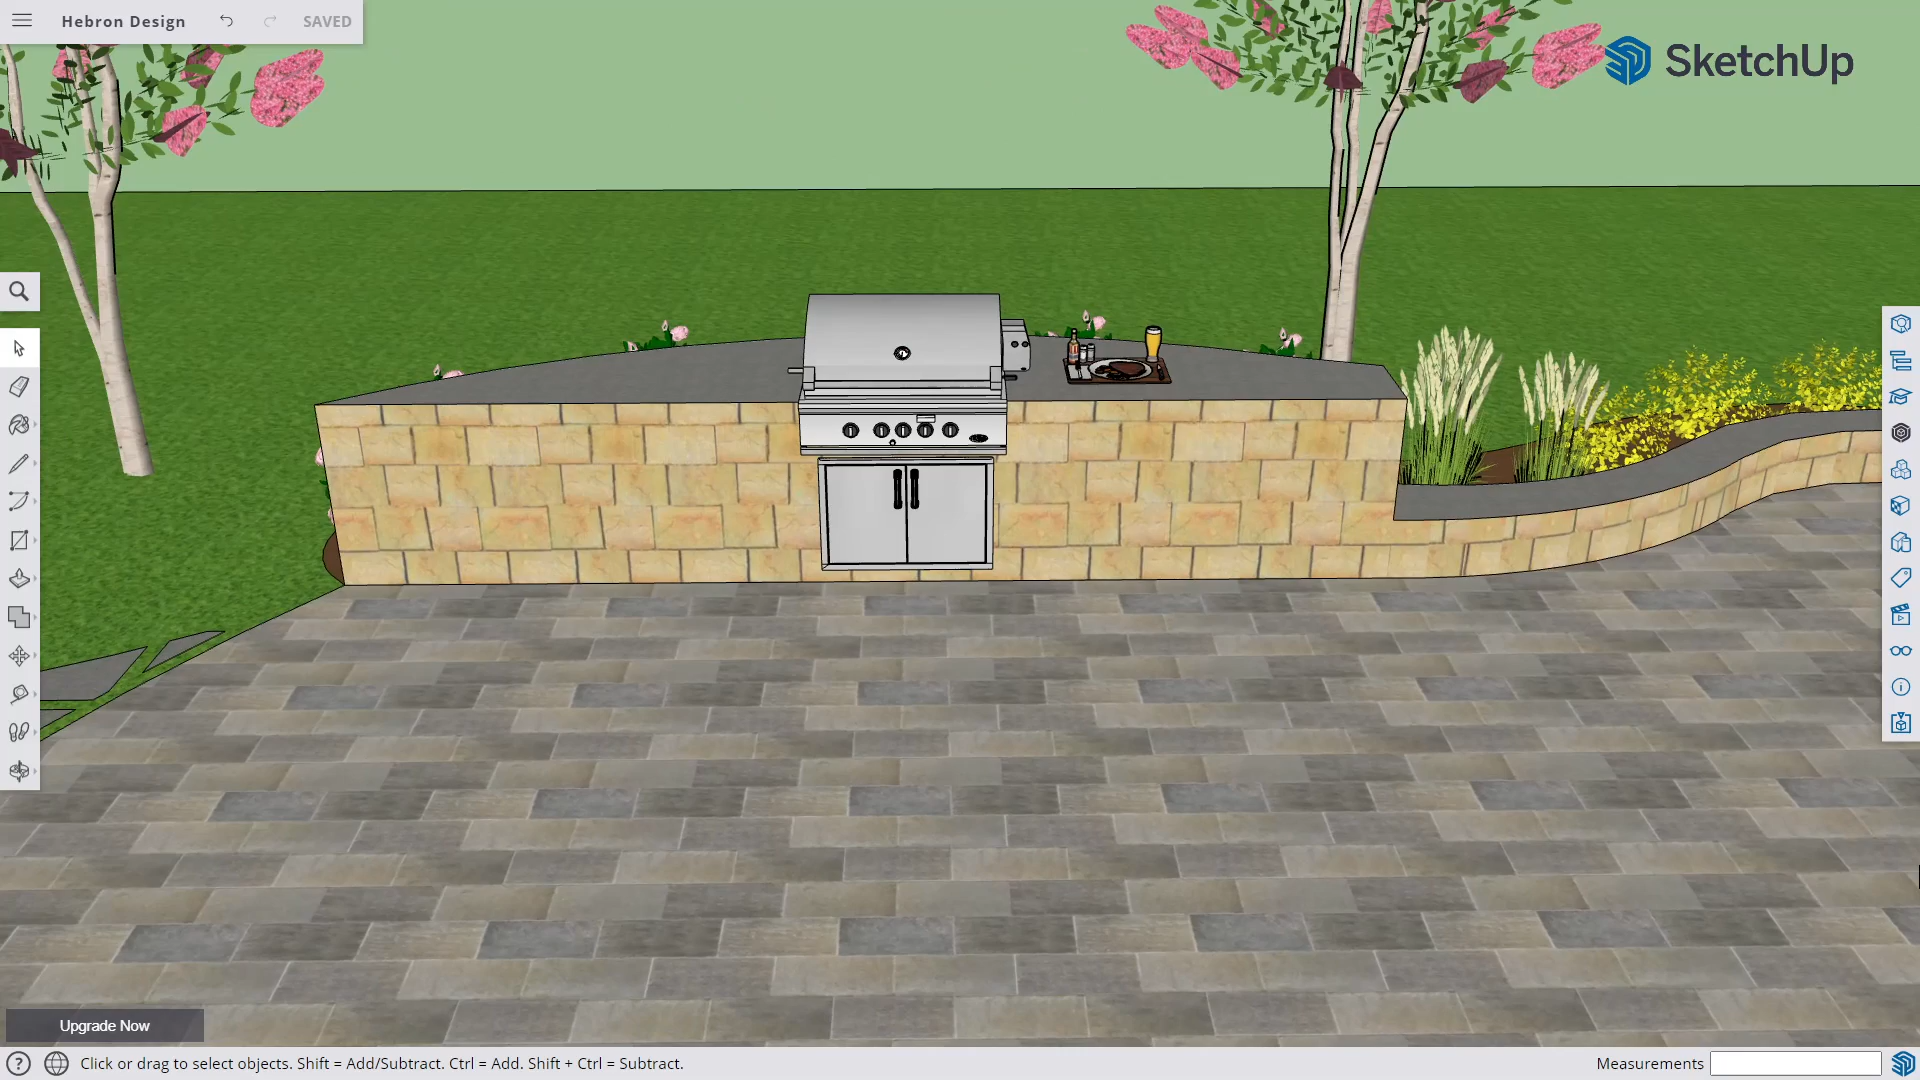 Hebron Design
SAVED
SketchUp
Upgrade Now
Click or drag to select objects. Shift = Add/Subtract. Ctrl = Add. Shift + Ctrl = Subtract.
Measurements